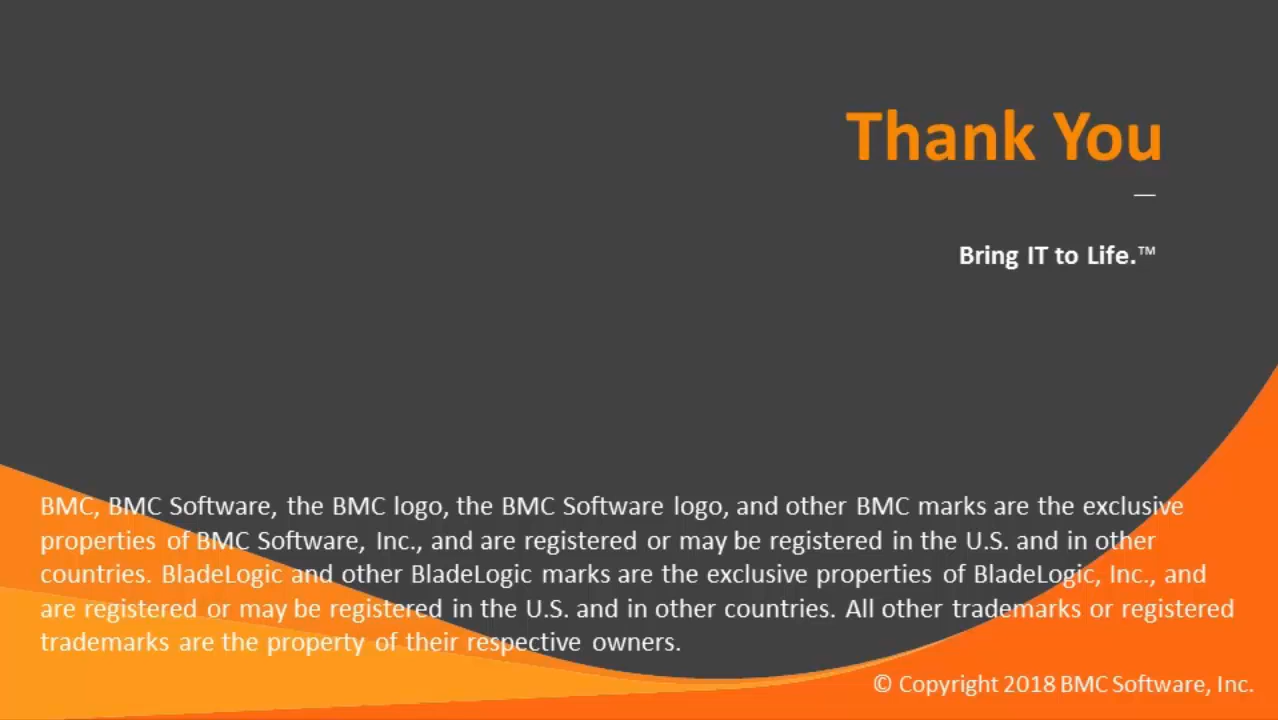 Thank You
Bring IT to Life.™
BMC, BMC Software, the BMC logo, the BMC Software logo, and other BMC marks are the exclusive
properties of BMC Software, Inc., and are registered or may be registered in the U.S. and in other
countries. BladeLogic and other BladeLogic marks are the exclusive properties of BladeLogic, Inc., and
are registered or may be registered in the U.S. and in other countries. All other trademarks or registered
trademarks are the property of their respective owners.
© Copyright 2018 BMC Software, Inc.